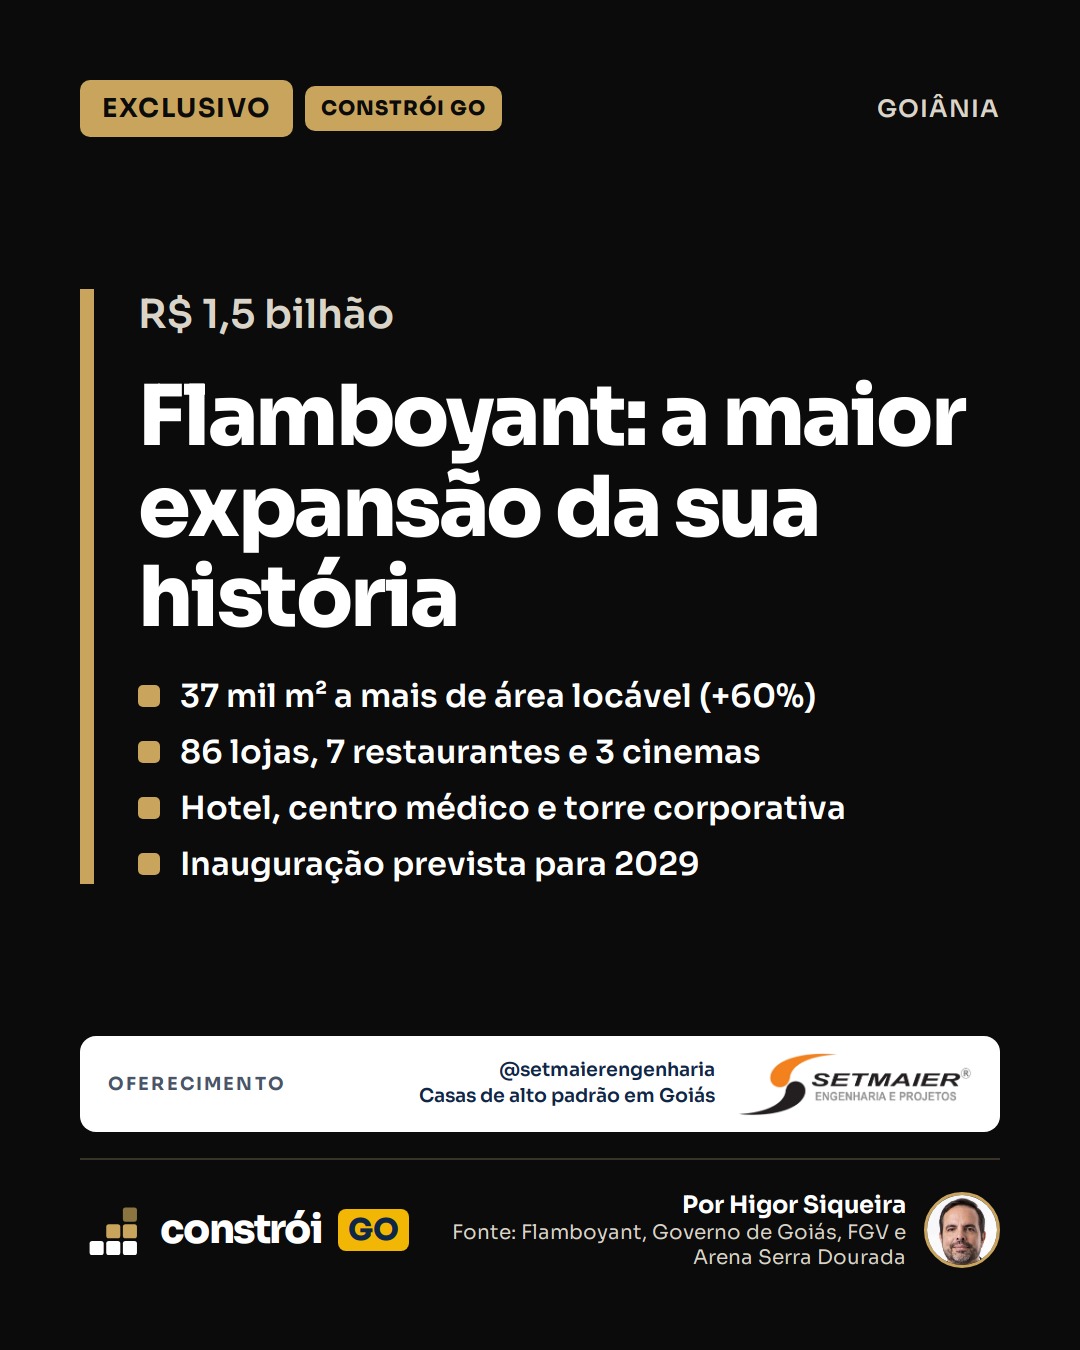 EXCLUSIVO
CONSTRÓI GO
GOIÂNIA
R$ 1,5 bilhão
Flamboyant: a maior
expansão da sua
história
37 mil m² a mais de área locável (+60%)
86 lojas, 7 restaurantes e 3 cinemas
Hotel, centro médico e torre corporativa
Inauguração prevista para 2029
OFERECIMENTO
@setmaierengenharia
Casas de alto padrão em Goiás
SETMAIER®
ENGENHARIA E PROJETOS
constrói GO
Por Higor Siqueira
Fonte: Flamboyant, Governo de Goiás, FGV e
Arena Serra Dourada